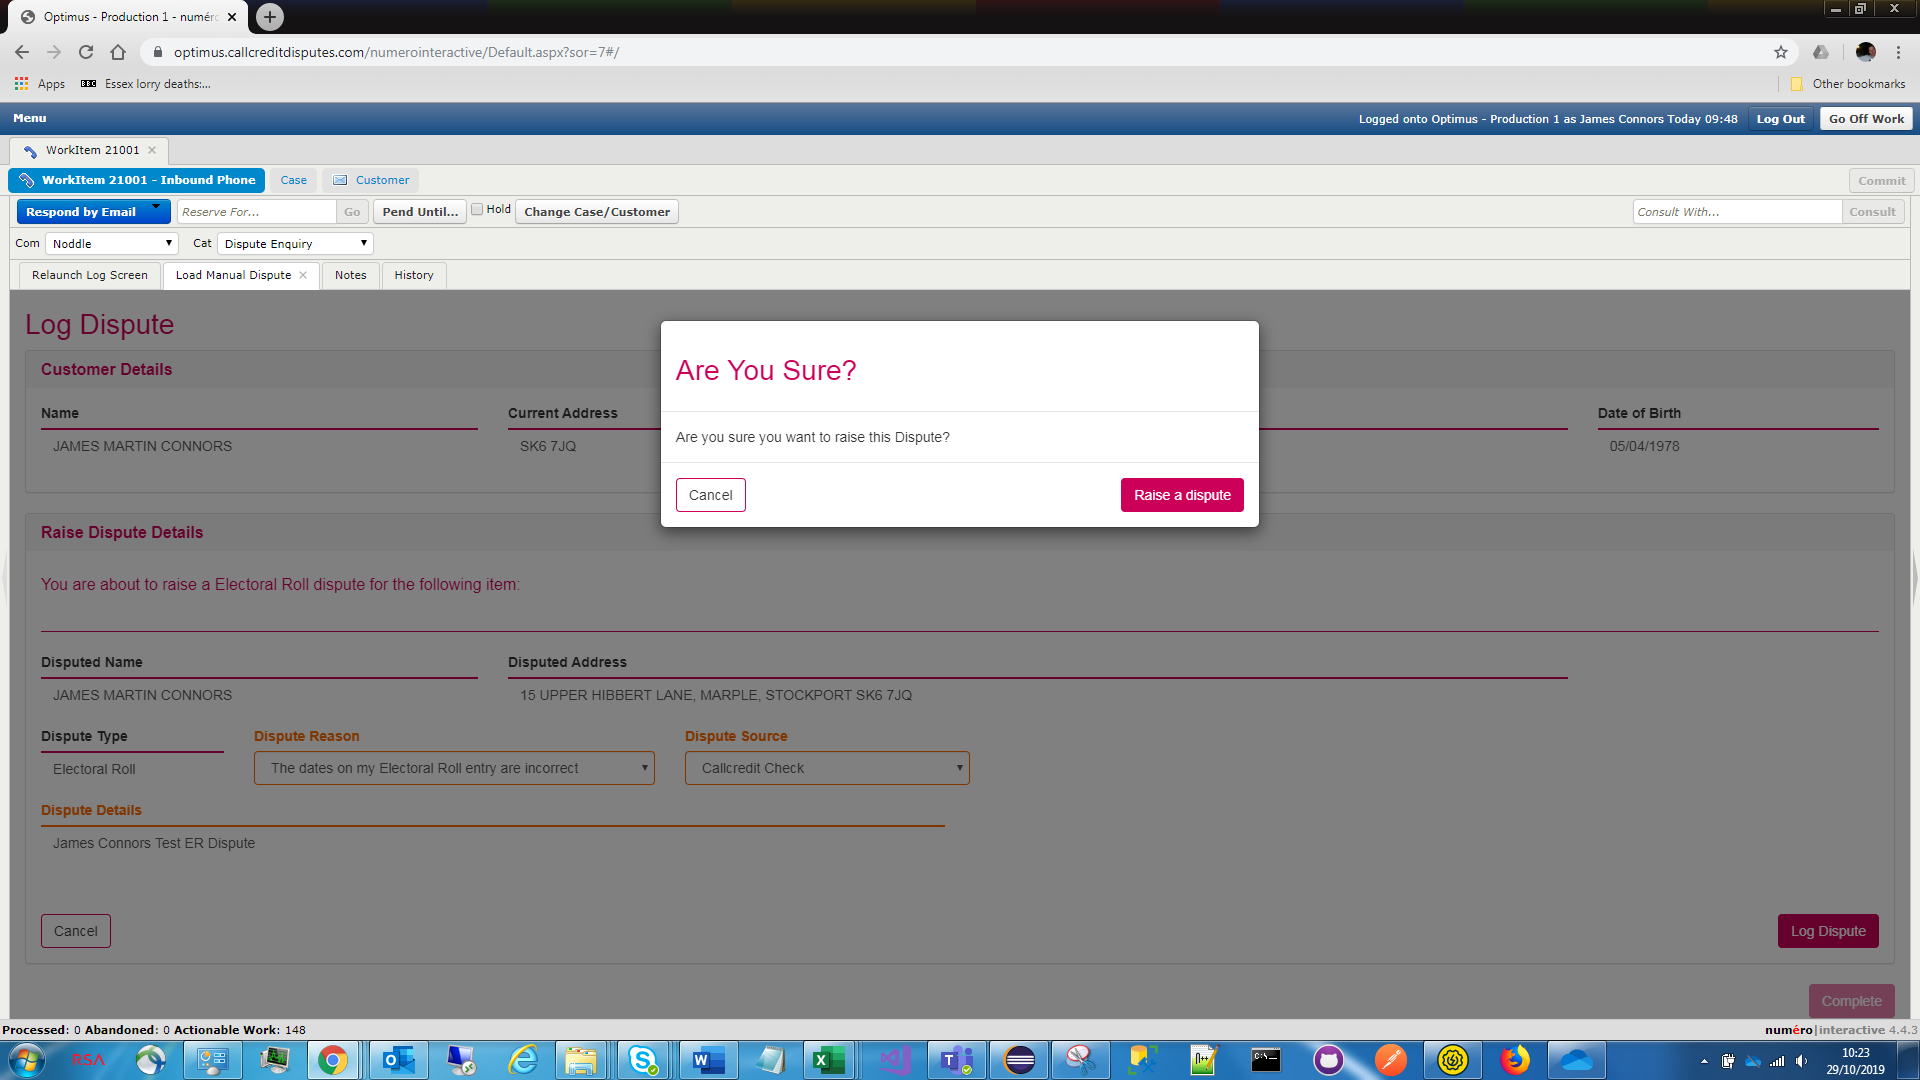 Optimus - Production 1 - numérc
optimus.callcreditdisputes.com/numerointeractive/Default.aspx?sor=7#/
Apps
BBC Essex lorry deaths:...
Other bookmarks
Menu
Logged onto Optimus - Production 1 as James Connors Today 09:48
Log Out
Go Off Work
WorkItem 21001
WorkItem 21001 - Inbound Phone
Case
Customer
Commit
Respond by Email
Reserve For...
Go
Pend Until...
Hold
Change Case/Customer
Consult With...
Consult
Com
Noddle
Cat
Dispute Enquiry
Relaunch Log Screen
Load Manual Dispute
Notes
History
Log Dispute
Customer Details
Name
Current Address
Date of Birth
JAMES MARTIN CONNORS
SK6 7JQ
05/04/1978
Are You Sure?
Are you sure you want to raise this Dispute?
Cancel
Raise a dispute
Raise Dispute Details
You are about to raise a Electoral Roll dispute for the following item:
Disputed Name
Disputed Address
JAMES MARTIN CONNORS
15 UPPER HIBBERT LANE, MARPLE, STOCKPORT SK6 7JQ
Dispute Type
Dispute Reason
Dispute Source
Electoral Roll
The dates on my Electoral Roll entry are incorrect
Callcredit Check
Dispute Details
James Connors Test ER Dispute
Cancel
Log Dispute
Complete
Processed: 0 Abandoned: 0 Actionable Work: 148
numéro|interactive 4.4.3
RSA
10:23
29/10/2019